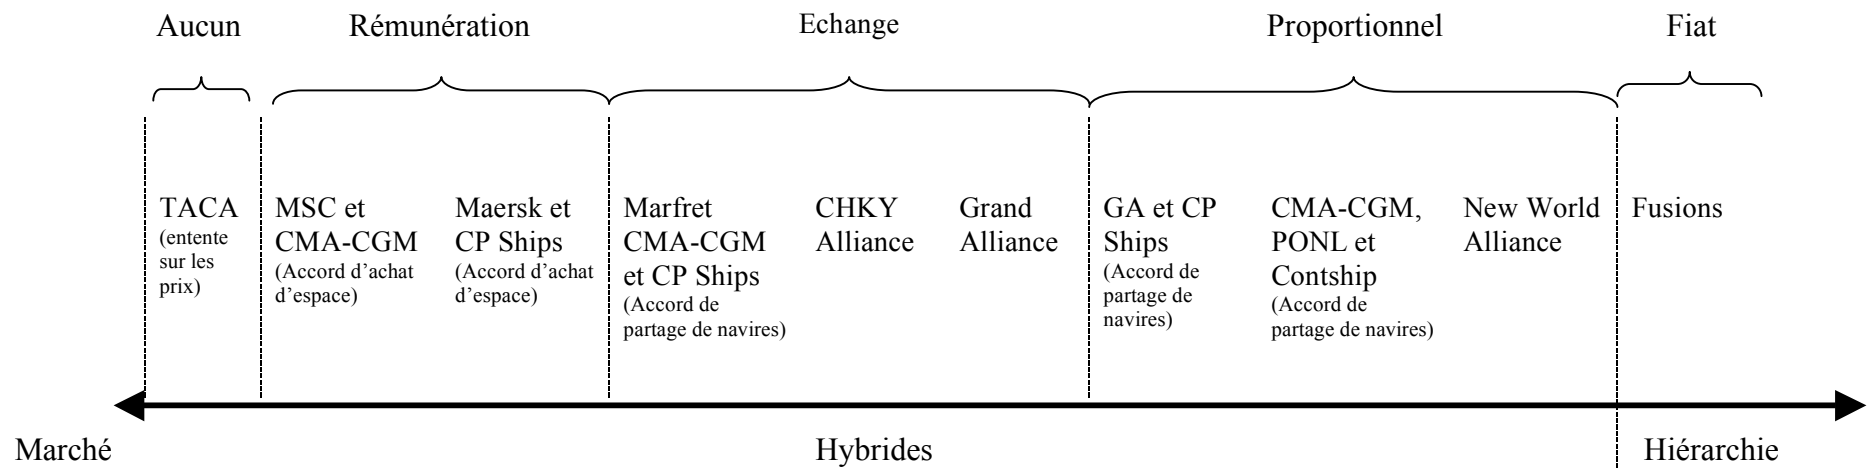 Aucun
Rémunération
Echange
Proportionnel
Fiat
TACA
(entente
sur les
prix)
MSC et
CMA-CGM
(Accord d’achat
d’espace)
Maersk et
CP Ships
(Accord d’achat
d’espace)
Marfret
CMA-CGM
et CP Ships
(Accord de
partage de navires)
CHKY
Alliance
Grand
Alliance
GA et CP
Ships
(Accord de
partage de
navires)
CMA-CGM,
PONL et
Contship
(Accord de
partage de navires)
New World
Alliance
Fusions
Marché
Hybrides
Hiérarchie